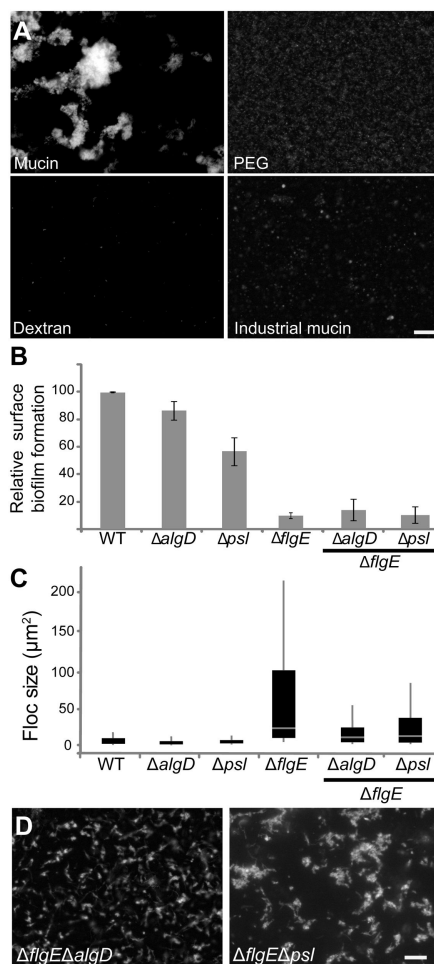 A
Mucin
PEG
Dextran
Industrial mucin
B
Relative surface
biofilm formation
100
80
60
40
20
WT
ΔalgD
Δpsl
ΔflgE
ΔalgD
Δpsl
ΔflgE
C
Floc size (µm²)
200
150
100
50
0
WT
ΔalgD
Δpsl
ΔflgE
ΔalgD
Δpsl
ΔflgE
D
ΔflgEΔalgD
ΔflgEΔpsl